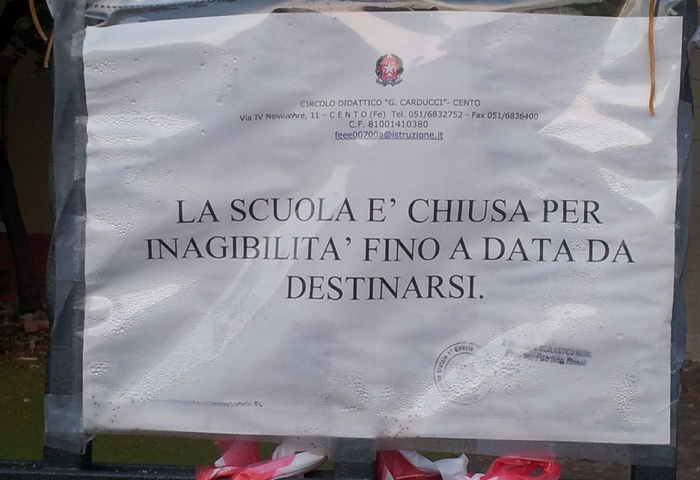 CIRCOLO DIDATTICO "G. CARDUCCI"- CENTO
Via IV Novembre, 11 - C E N T O (Fe) Tel. 051/6832752 - Fax 051/6836400
C.F. 81001410380
feee00700a@istruzione.it
LA SCUOLA E' CHIUSA PER
INAGIBILITA' FINO A DATA DA
DESTINARSI.